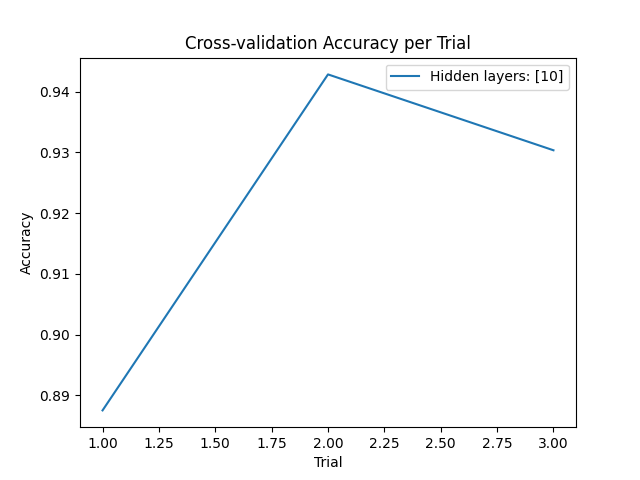 Cross-validation Accuracy per Trial
Hidden layers: [10]
0.94
0.93
0.92
0.91
0.90
0.89
Accuracy
1.00 1.25 1.50 1.75 2.00 2.25 2.50 2.75 3.00
Trial